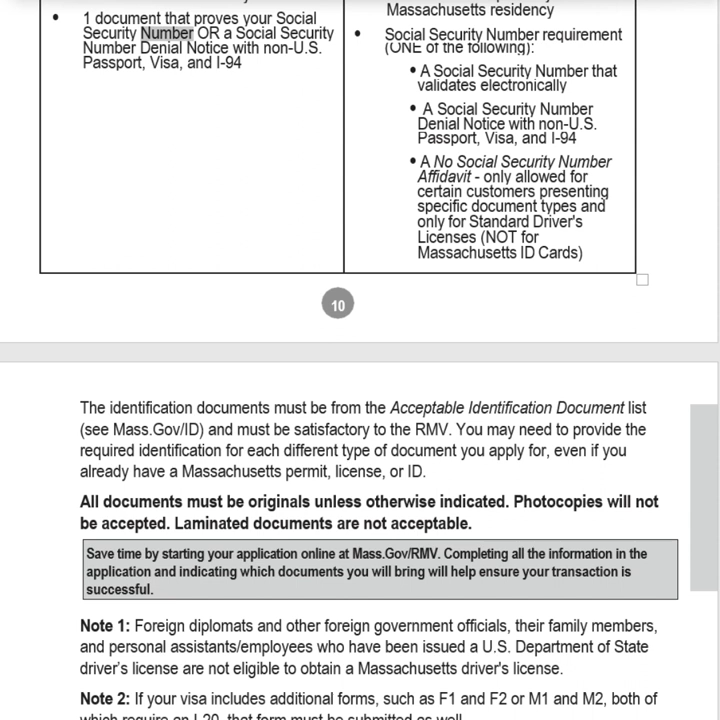 • 1 document that proves your Social
Security Number OR a Social Security
Number Denial Notice with non-U.S.
Passport, Visa, and I-94
Massachusetts residency
• Social Security Number requirement
(ONE of the following):
• A Social Security Number that
validates electronically
• A Social Security Number
Denial Notice with non-U.S.
Passport, Visa, and I-94
• A No Social Security Number
Affidavit - only allowed for
certain customers presenting
specific document types and
only for Standard Driver's
Licenses (NOT for
Massachusetts ID Cards)
10
The identification documents must be from the Acceptable Identification Document list
(see Mass.Gov/ID) and must be satisfactory to the RMV. You may need to provide the
required identification for each different type of document you apply for, even if you
already have a Massachusetts permit, license, or ID.
All documents must be originals unless otherwise indicated. Photocopies will not
be accepted. Laminated documents are not acceptable.
Save time by starting your application online at Mass.Gov/RMV. Completing all the information in the
application and indicating which documents you will bring will help ensure your transaction is
successful.
Note 1: Foreign diplomats and other foreign government officials, their family members,
and personal assistants/employees who have been issued a U.S. Department of State
driver's license are not eligible to obtain a Massachusetts driver's license.
Note 2: If your visa includes additional forms, such as F1 and F2 or M1 and M2, both of
which require an I-20, that form must be submitted as well.